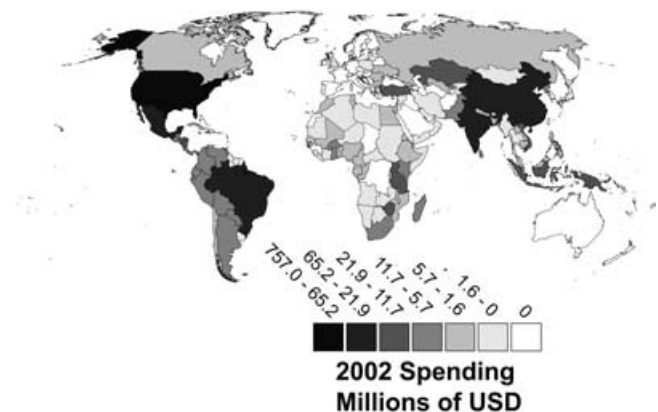 757.0 - 65.2
65.2 - 21.9
21.9 - 11.7
11.7 - 5.7
5.7 - 1.6
- 1.6 - 0
0
2002 Spending
Millions of USD